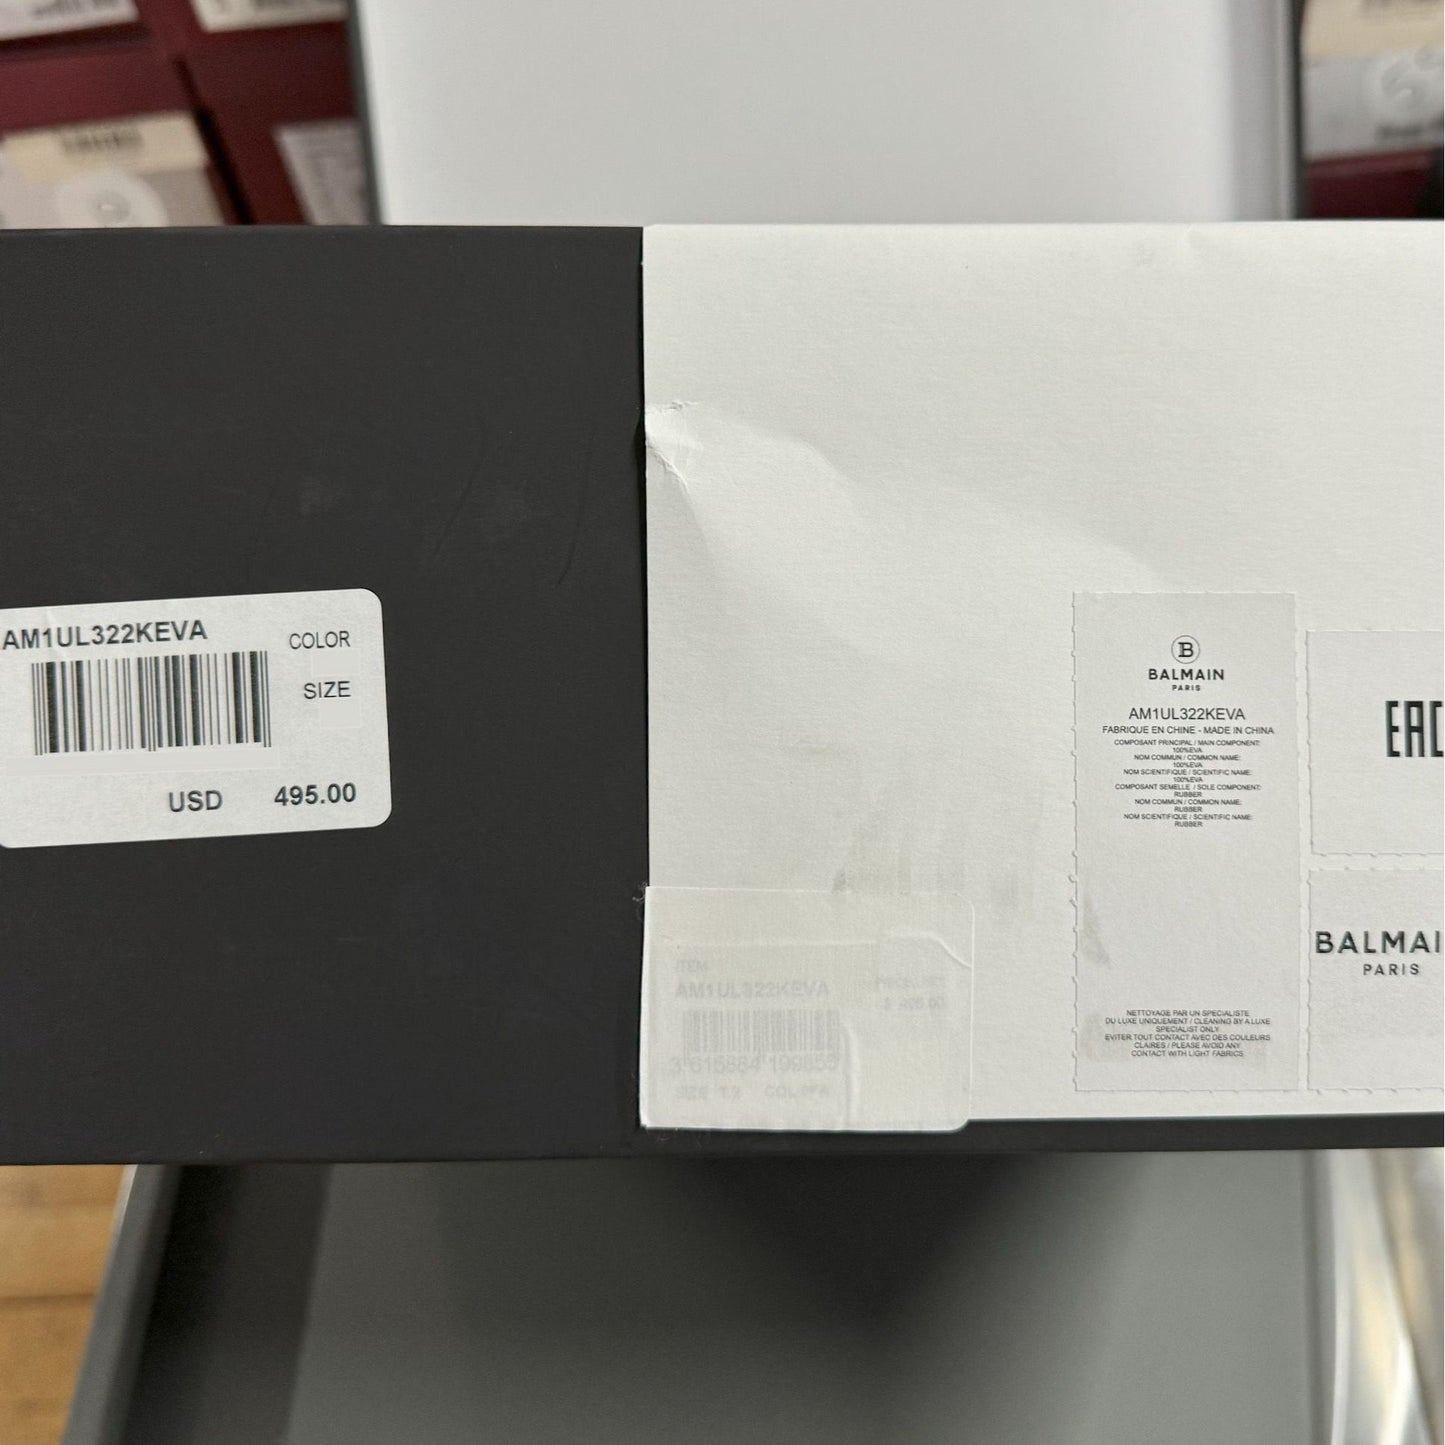 AM1UL322KEVA
COLOR
SIZE
USD 495.00
B
BALMAIN
PARIS
AM1UL322KEVA
FABRIQUE EN CHINE - MADE IN CHINA
COMPOSANT PRINCIPAL / MAIN COMPONENT:
100%EVA
NOM COMMUN / COMMON NAME:
100%EVA
NOM SCIENTIFIQUE / SCIENTIFIC NAME:
100%EVA
COMPOSANT SEMELLE / SOLE COMPONENT:
RUBBER
NOM COMMUN / COMMON NAME:
RUBBER
NOM SCIENTIFIQUE / SCIENTIFIC NAME:
RUBBER
NETTOYAGE PAR UN SPECIALISTE
DU LUXE UNIQUEMENT / CLEANING BY A LUXE
SPECIALIST ONLY
EVITER TOUT CONTACT AVEC DES COULEURS
CLAIRES / PLEASE AVOID ANY
CONTACT WITH LIGHT FABRICS
EAC
BALMAI
PARIS
ITEM
AM1UL322KEVA
SIZE